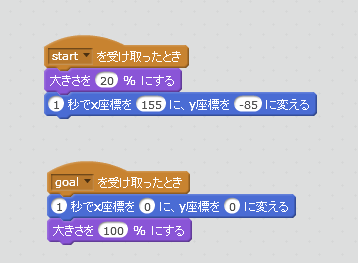 start を受け取ったとき
大きさを 20 % にする
1 秒でx座標を 155 に、y座標を -85 に変える
goal を受け取ったとき
1 秒でx座標を 0 に、y座標を 0 に変える
大きさを 100 % にする